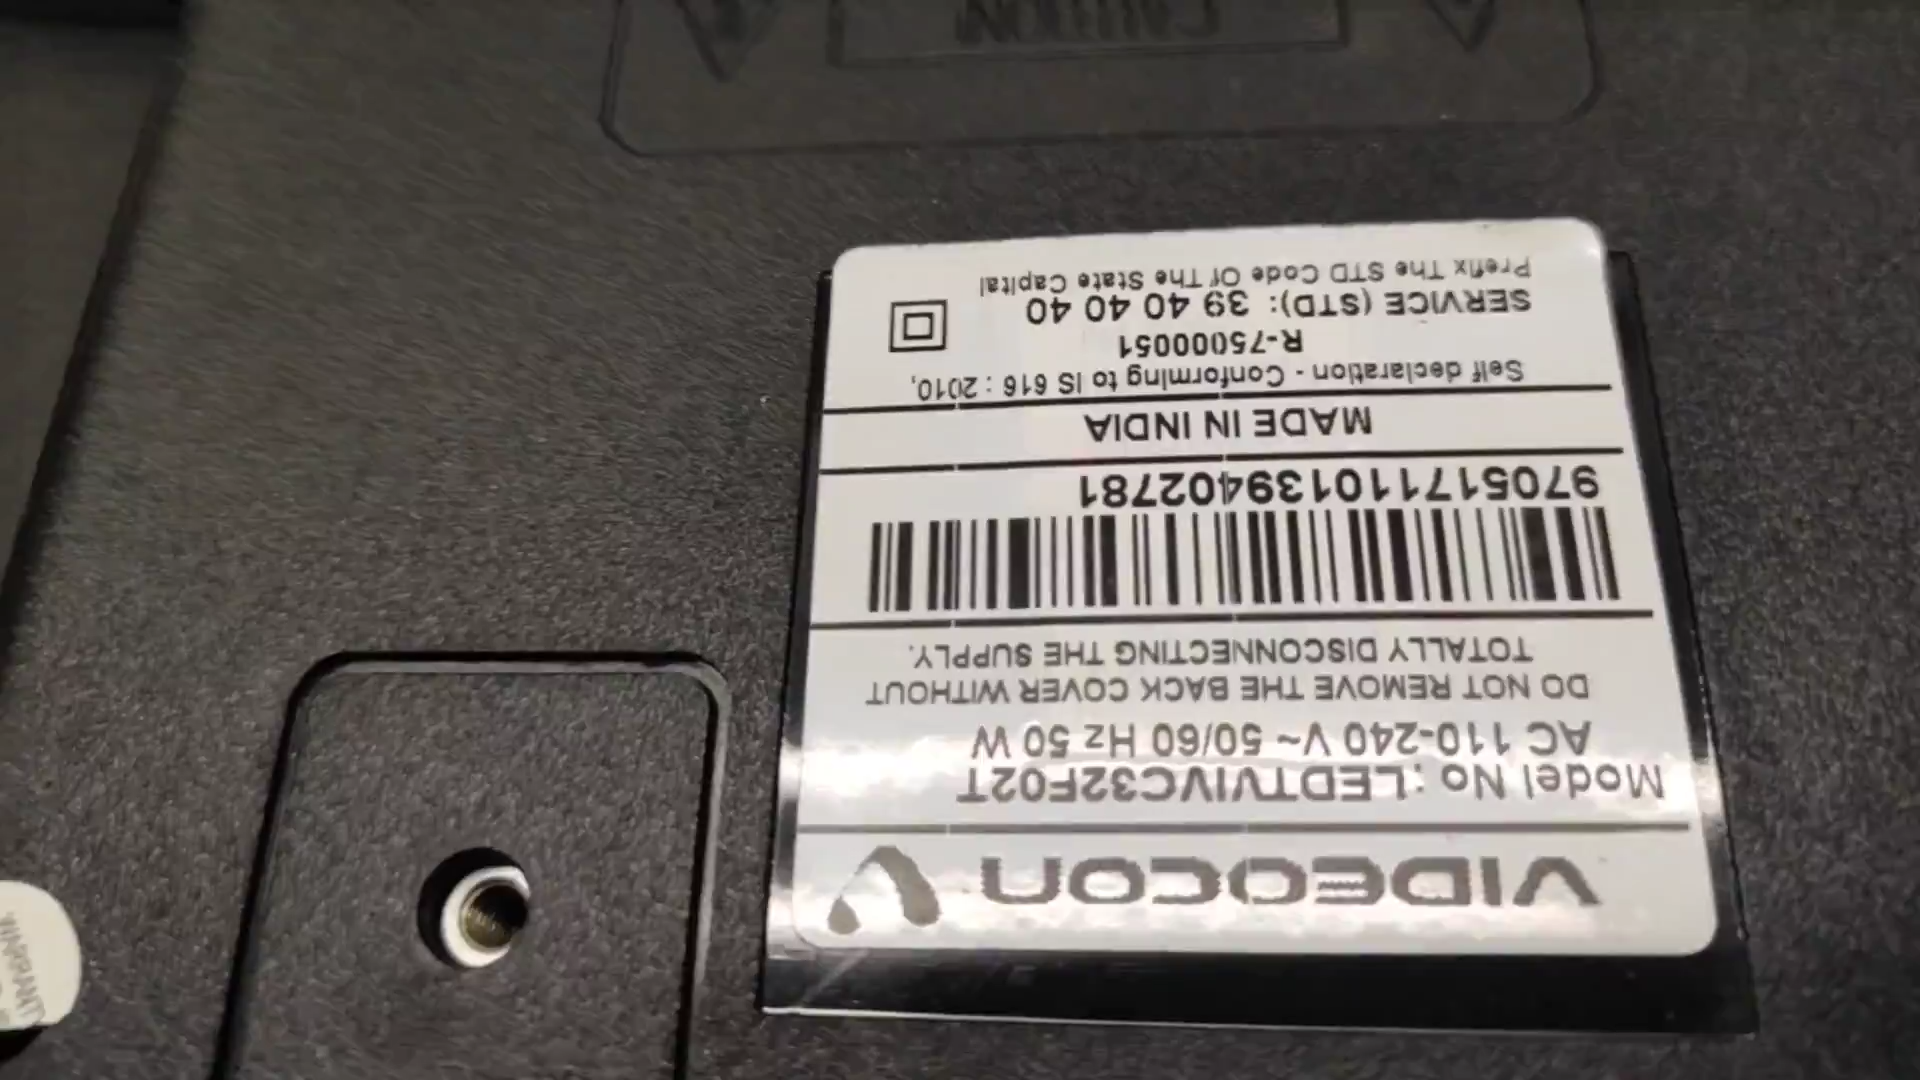 VIDEOCON
Model No : LEDTVIVC32F02T
AC 110-240 V~ 50/60 Hz 50 W
DO NOT REMOVE THE BACK COVER WITHOUT
TOTALLY DISCONNECTING THE SUPPLY.
970517110139402781
MADE IN INDIA
Self declaration - Conforming to IS 616 : 2010,
R-75000051
SERVICE (STD): 39 40 40 40
Prefix The STD Code Of The State Capital
CAUTION